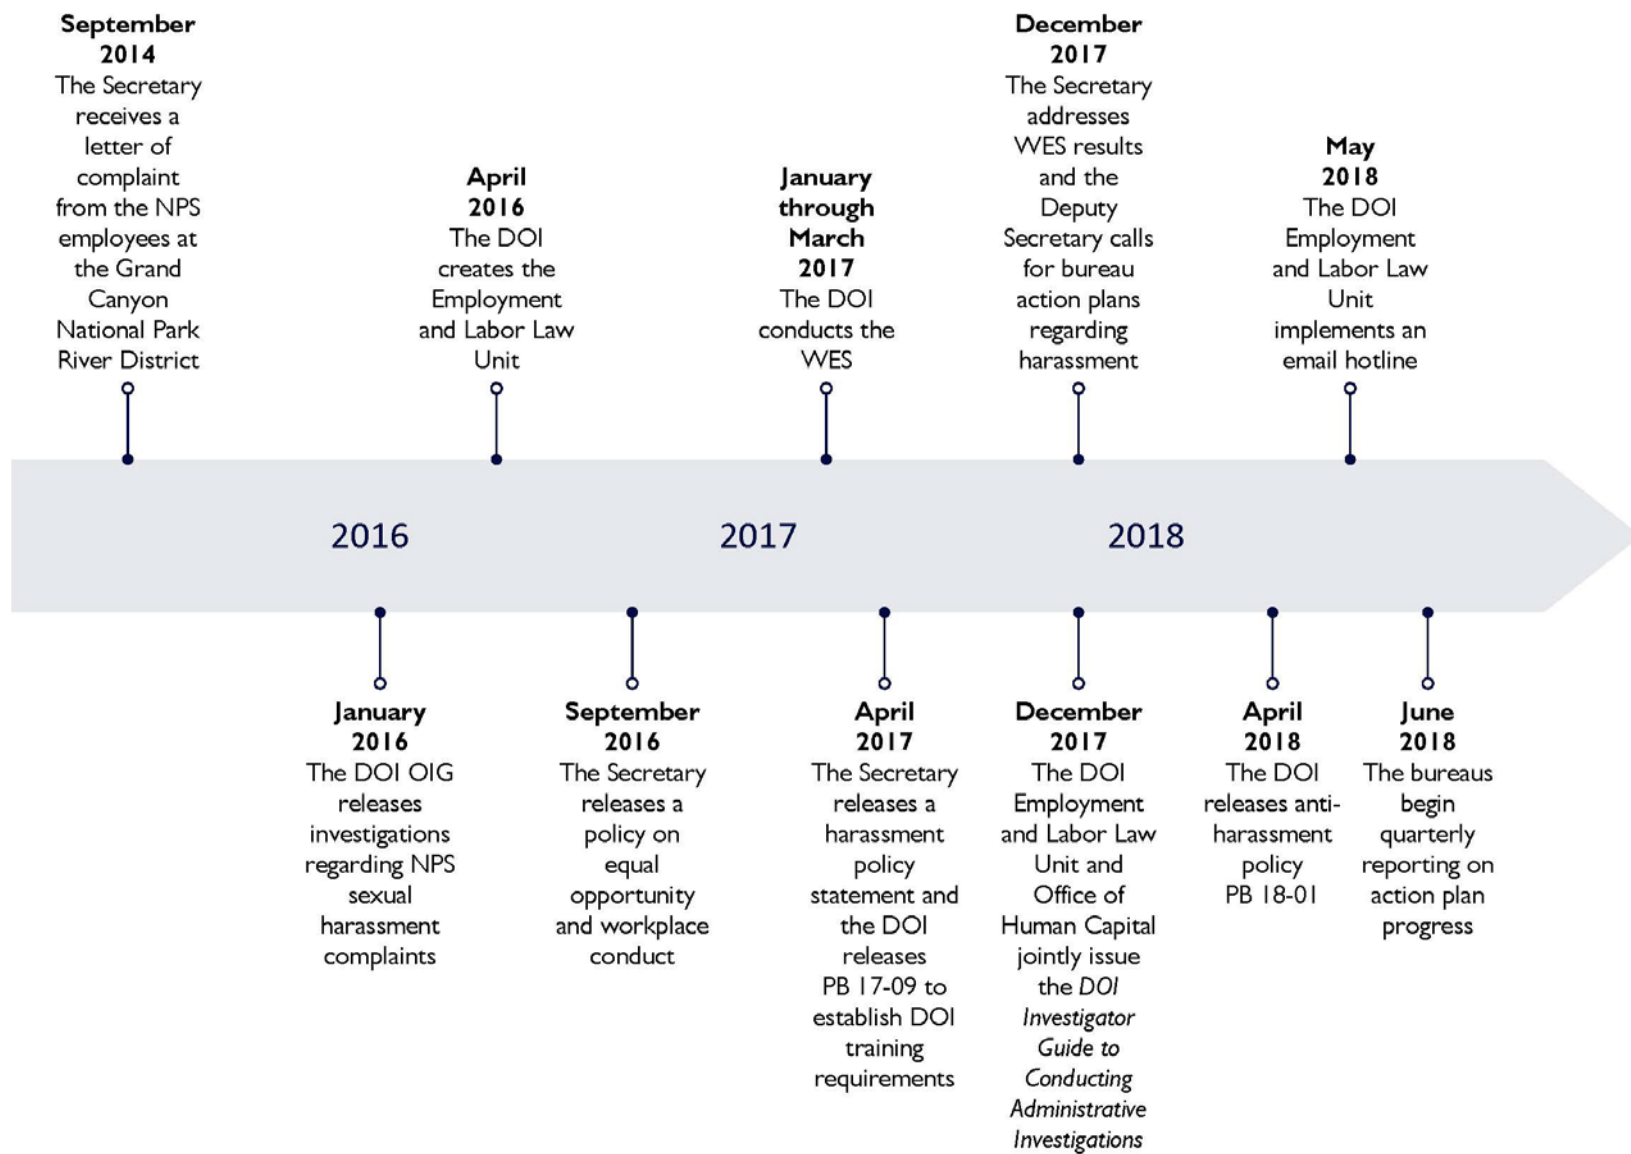 September
2014
The Secretary
receives a
letter of
complaint
from the NPS
employees at
the Grand
Canyon
National Park
River District
April
2016
The DOI
creates the
Employment
and Labor Law
Unit
January
through
March
2017
The DOI
conducts the
WES
December
2017
The Secretary
addresses
WES results
and the
Deputy
Secretary calls
for bureau
action plans
regarding
harassment
May
2018
The DOI
Employment
and Labor Law
Unit
implements an
email hotline
2016
2017
2018
January
2016
The DOI OIG
releases
investigations
regarding NPS
sexual
harassment
complaints
September
2016
The Secretary
releases a
policy on
equal
opportunity
and workplace
conduct
April
2017
The Secretary
releases a
harassment
policy
statement and
the DOI
releases
PB 17-09 to
establish DOI
training
requirements
December
2017
The DOI
Employment
and Labor Law
Unit and
Office of
Human Capital
jointly issue
the DOI
Investigator
Guide to
Conducting
Administrative
Investigations
April
2018
The DOI
releases anti-
harassment
policy
PB 18-01
June
2018
The bureaus
begin
quarterly
reporting on
action plan
progress